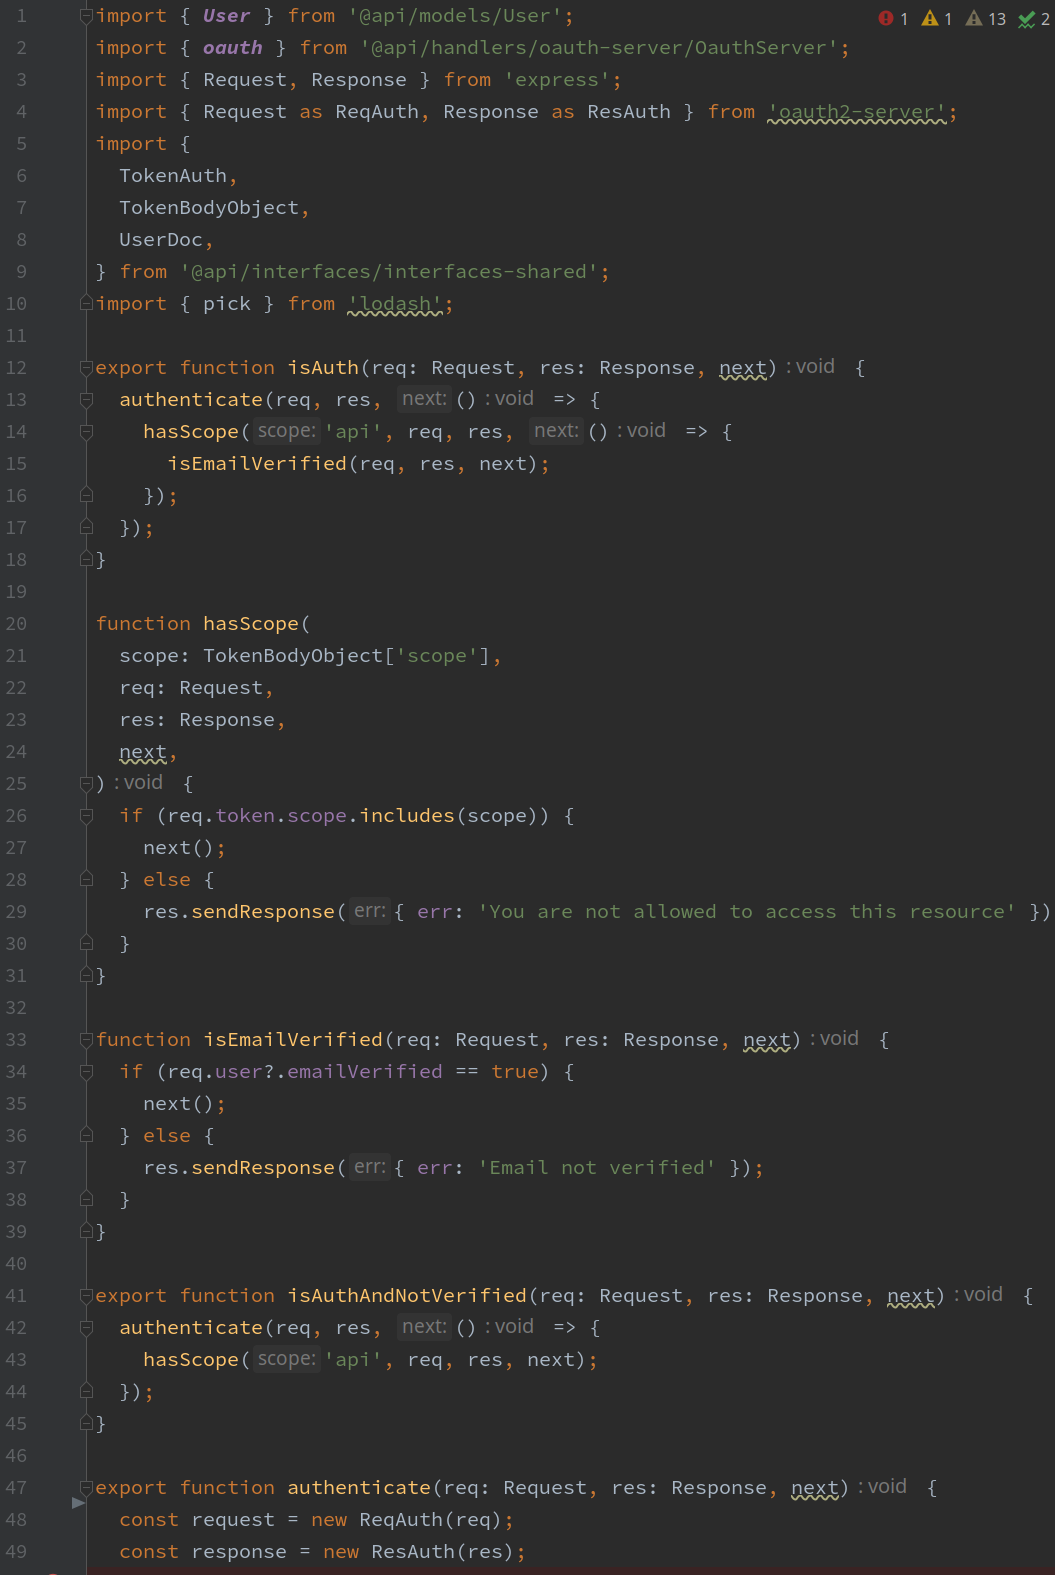 1 import { User } from '@api/models/User'; 1 1 13 2
2 import { oauth } from '@api/handlers/oauth-server/OauthServer';
3 import { Request, Response } from 'express';
4 import { Request as ReqAuth, Response as ResAuth } from 'oauth2-server';
5 import {
6   TokenAuth,
7   TokenBodyObject,
8   UserDoc,
9 } from '@api/interfaces/interfaces-shared';
10 import { pick } from 'lodash';
11
12 export function isAuth(req: Request, res: Response, next) : void {
13   authenticate(req, res, next: () : void => {
14     hasScope( scope: 'api', req, res, next: () : void => {
15       isEmailVerified(req, res, next);
16     });
17   });
18 }
19
20 function hasScope(
21   scope: TokenBodyObject['scope'],
22   req: Request,
23   res: Response,
24   next,
25 ) : void {
26   if (req.token.scope.includes(scope)) {
27     next();
28   } else {
29     res.sendResponse( err: { err: 'You are not allowed to access this resource' })
30   }
31 }
32
33 function isEmailVerified(req: Request, res: Response, next) : void {
34   if (req.user?.emailVerified == true) {
35     next();
36   } else {
37     res.sendResponse( err: { err: 'Email not verified' });
38   }
39 }
40
41 export function isAuthAndNotVerified(req: Request, res: Response, next) : void {
42   authenticate(req, res, next: () : void => {
43     hasScope( scope: 'api', req, res, next);
44   });
45 }
46
47 export function authenticate(req: Request, res: Response, next) : void {
48   const request = new ReqAuth(req);
49   const response = new ResAuth(res);